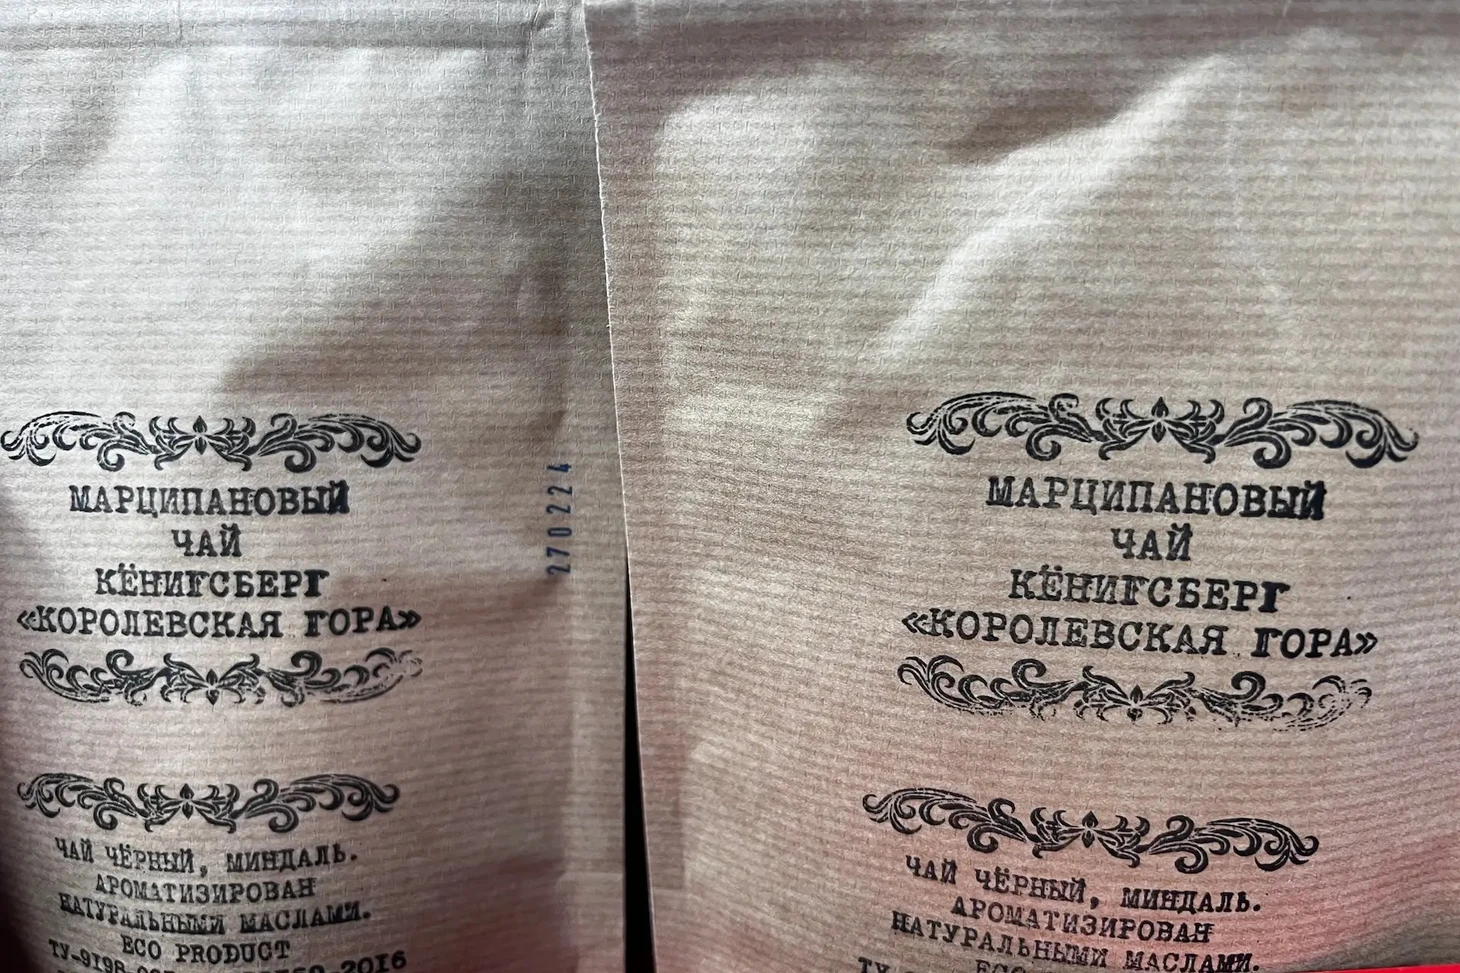 МАРЦИПАНОВЫЙ
ЧАЙ
КЁНИГСБЕРГ
«КОРОЛЕВСКАЯ ГОРА»
ЧАЙ ЧЁРНЫЙ, МИНДАЛЬ.
АРОМАТИЗИРОВАН
НАТУРАЛЬНЫМИ МАСЛАМИ.
ECO PRODUCT
270224
МАРЦИПАНОВЫЙ
ЧАЙ
КЁНИГСБЕРГ
«КОРОЛЕВСКАЯ ГОРА»
ЧАЙ ЧЁРНЫЙ, МИНДАЛЬ.
АРОМАТИЗИРОВАН
НАТУРАЛЬНЫМИ МАСЛАМИ.